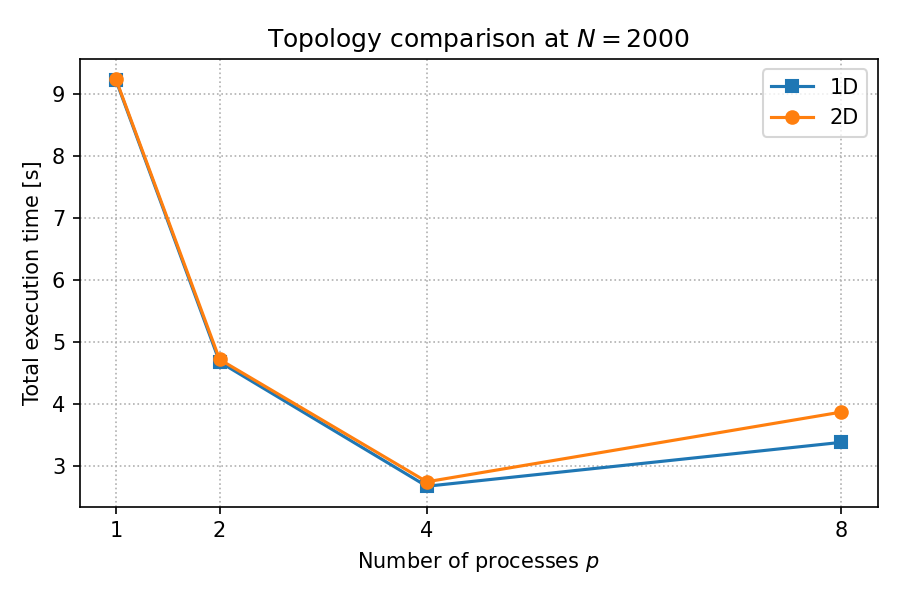 Topology comparison at N = 2000
1D
2D
Total execution time [s]
9
8
7
6
5
4
3
1 2 4 8
Number of processes p